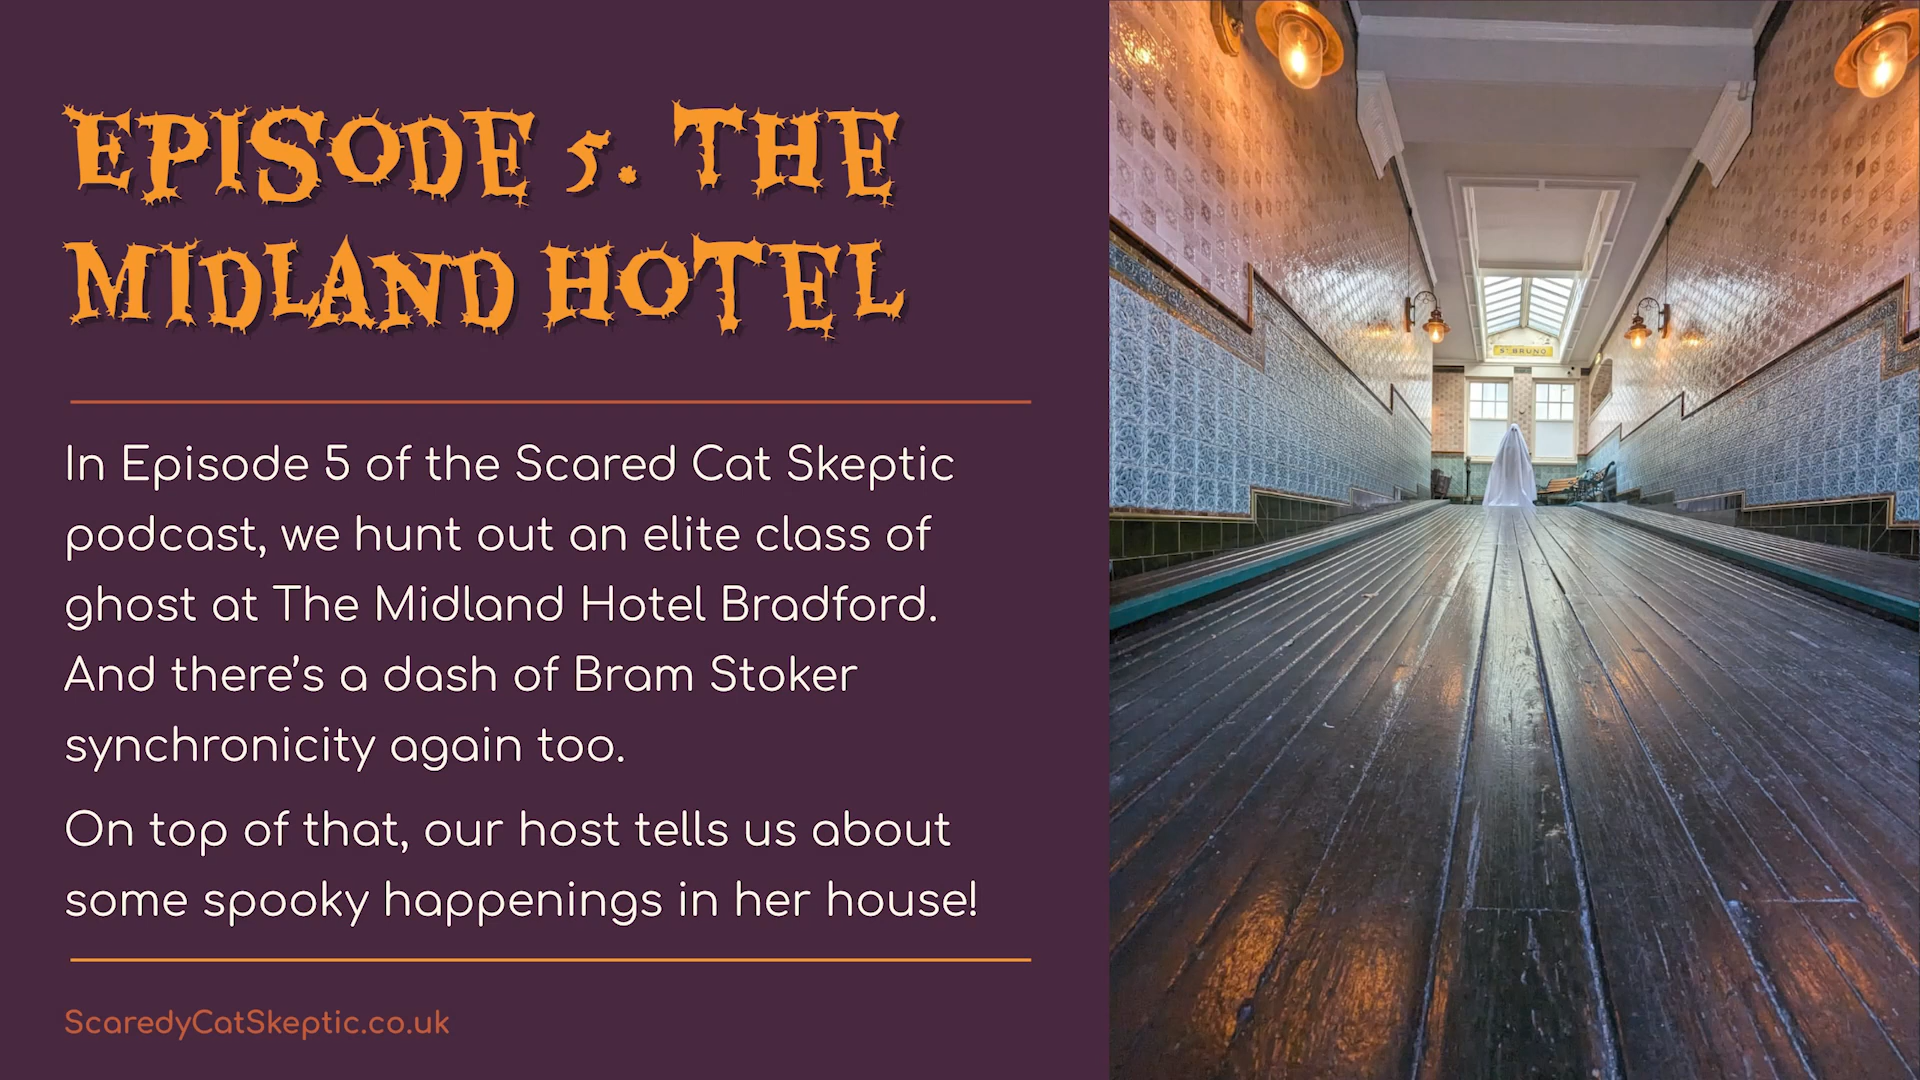 EPISODE 5. THE
MIDLAND HOTEL
In Episode 5 of the Scared Cat Skeptic
podcast, we hunt out an elite class of
ghost at The Midland Hotel Bradford.
And there's a dash of Bram Stoker
synchronicity again too.
On top of that, our host tells us about
some spooky happenings in her house!
ScaredyCatSkeptic.co.uk
ST BRUNO